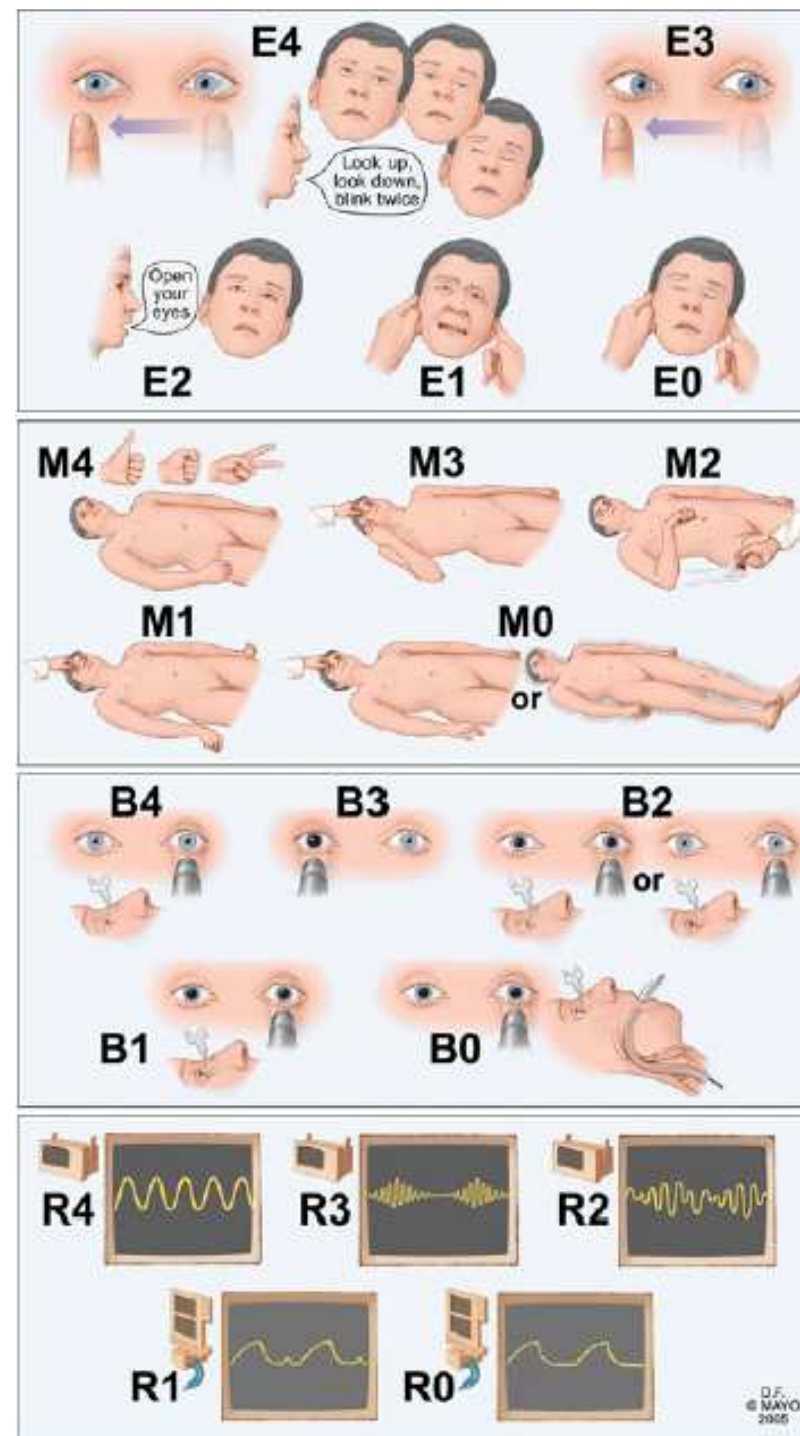 E4
E3
Look up,
look down,
blink twice
Open
your
eyes
E2
E1
E0
M4
M3
M2
M1
M0
or
B4
B3
B2
or
B1
B0
R4
R3
R2
R1
R0
D.F.
© MAYO
2005